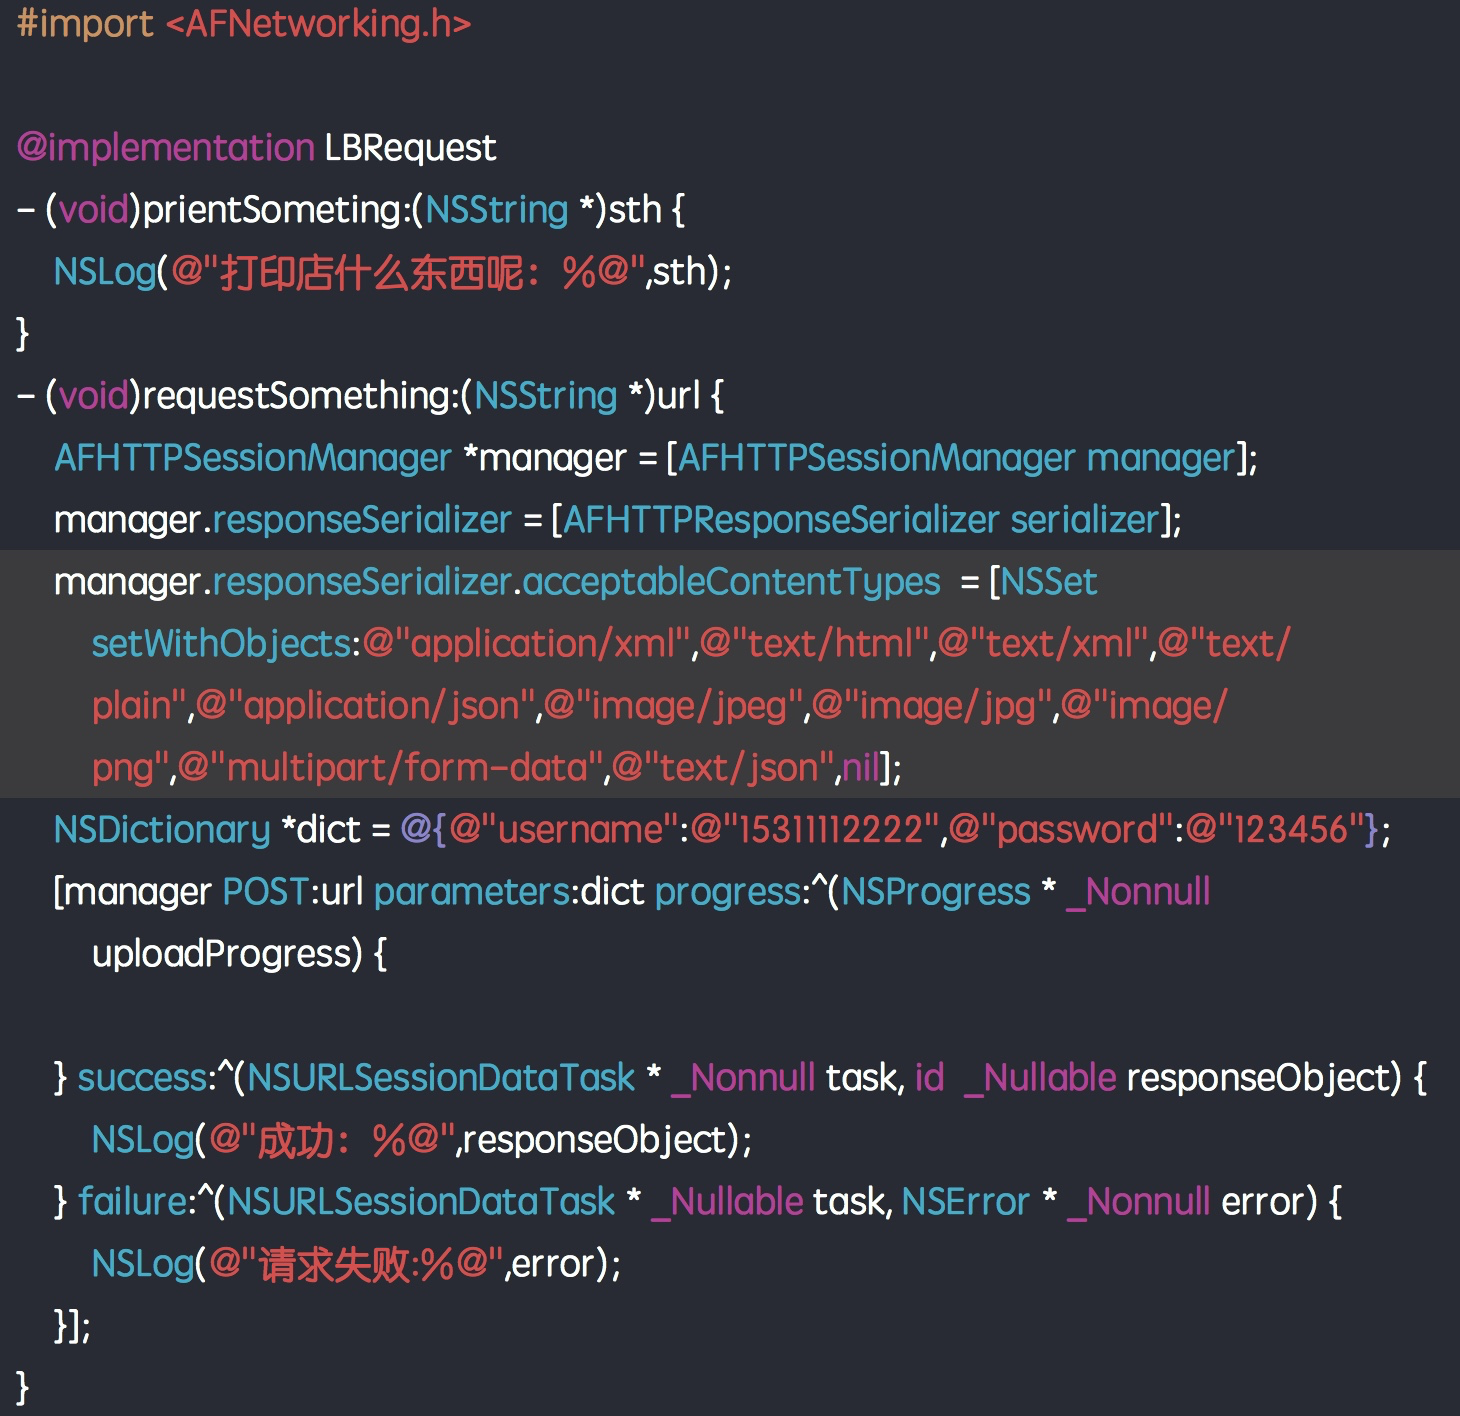 #import <AFNetworking.h>
@implementation LBRequest
- (void)prientSometing:(NSString *)sth {
NSLog(@"打印店什么东西呢：%@",sth);
}
- (void)requestSomething:(NSString *)url {
AFHTTPSessionManager *manager = [AFHTTPSessionManager manager];
manager.responseSerializer = [AFHTTPResponseSerializer serializer];
manager.responseSerializer.acceptableContentTypes  = [NSSet
setWithObjects:@"application/xml",@"text/html",@"text/xml",@"text/
plain",@"application/json",@"image/jpeg",@"image/jpg",@"image/
png",@"multipart/form-data",@"text/json",nil];
NSDictionary *dict = @{@"username":@"15311112222",@"password":@"123456"};
[manager POST:url parameters:dict progress:^(NSProgress * _Nonnull
uploadProgress) {
} success:^(NSURLSessionDataTask * _Nonnull task, id  _Nullable responseObject) {
NSLog(@"成功：%@",responseObject);
} failure:^(NSURLSessionDataTask * _Nullable task, NSError * _Nonnull error) {
NSLog(@"请求失败:%@",error);
}];
}